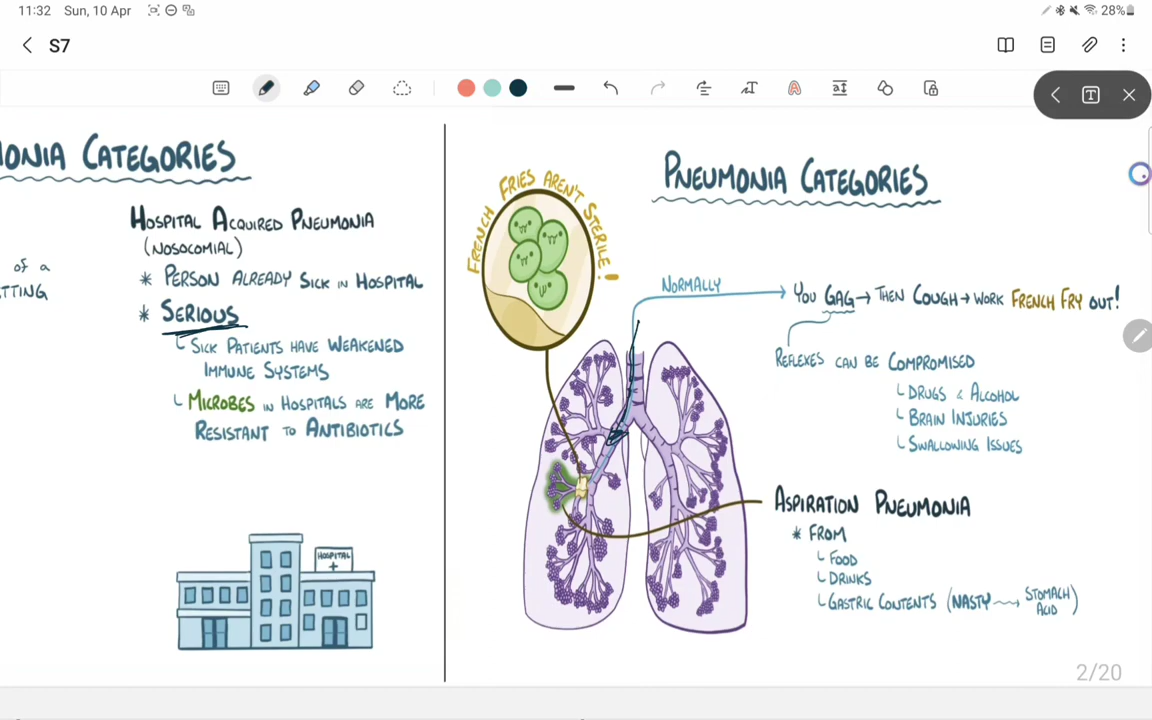 11:32 Sun, 10 Apr
28%
S7
ONIA CATEGORIES
HOSPITAL ACQUIRED PNEUMONIA
(NOSOCOMIAL)
of a
TTING
* PERSON ALREADY SICK IN HOSPITAL
* SERIOUS
SICK PATIENTS HAVE WEAKENED
IMMUNE SYSTEMS
MICROBES IN HOSPITALS ARE MORE
RESISTANT TO ANTIBIOTICS
HOSPITAL
+
PNEUMONIA CATEGORIES
FRENCH FRIES AREN'T STERILE!
NORMALLY
YOU GAG → THEN COUGH → WORK FRENCH FRY OUT!
REFLEXES CAN BE COMPROMISED
DRUGS & ALCOHOL
BRAIN INJURIES
SWALLOWING ISSUES
ASPIRATION PNEUMONIA
* FROM
FOOD
DRINKS
GASTRIC CONTENTS (NASTY → STOMACH
ACID)
2/20